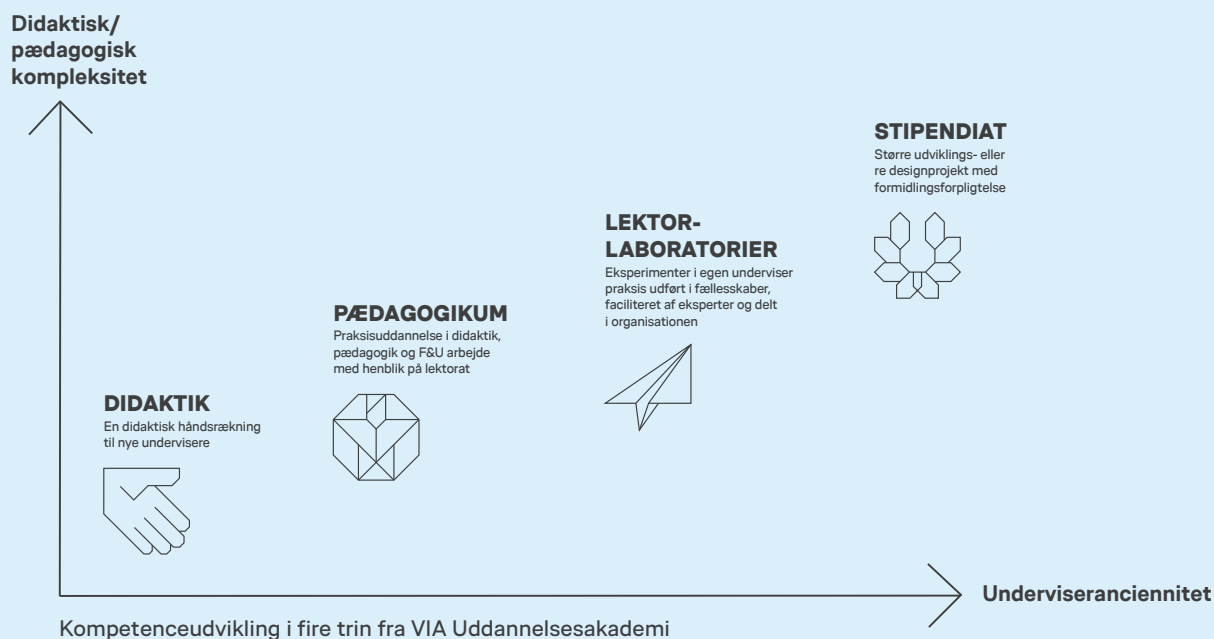 Didaktisk/
pædagogisk
kompleksitet
STIPENDIAT
Større udviklings- eller
re designprojekt med
formidlingsforpligtelse
LEKTOR-
LABORATORIER
Eksperimenter i egen underviser
praksis udført i fællesskaber,
faciliteret af eksperter og delt
i organisationen
PÆDAGOGIKUM
Praksisuddannelse i didaktik,
pædagogik og F&U arbejde
med henblik på lektorat
DIDAKTIK
En didaktisk håndsrækning
til nye undervisere
Underviseranciennitet
Kompetenceudvikling i fire trin fra VIA Uddannelsesakademi